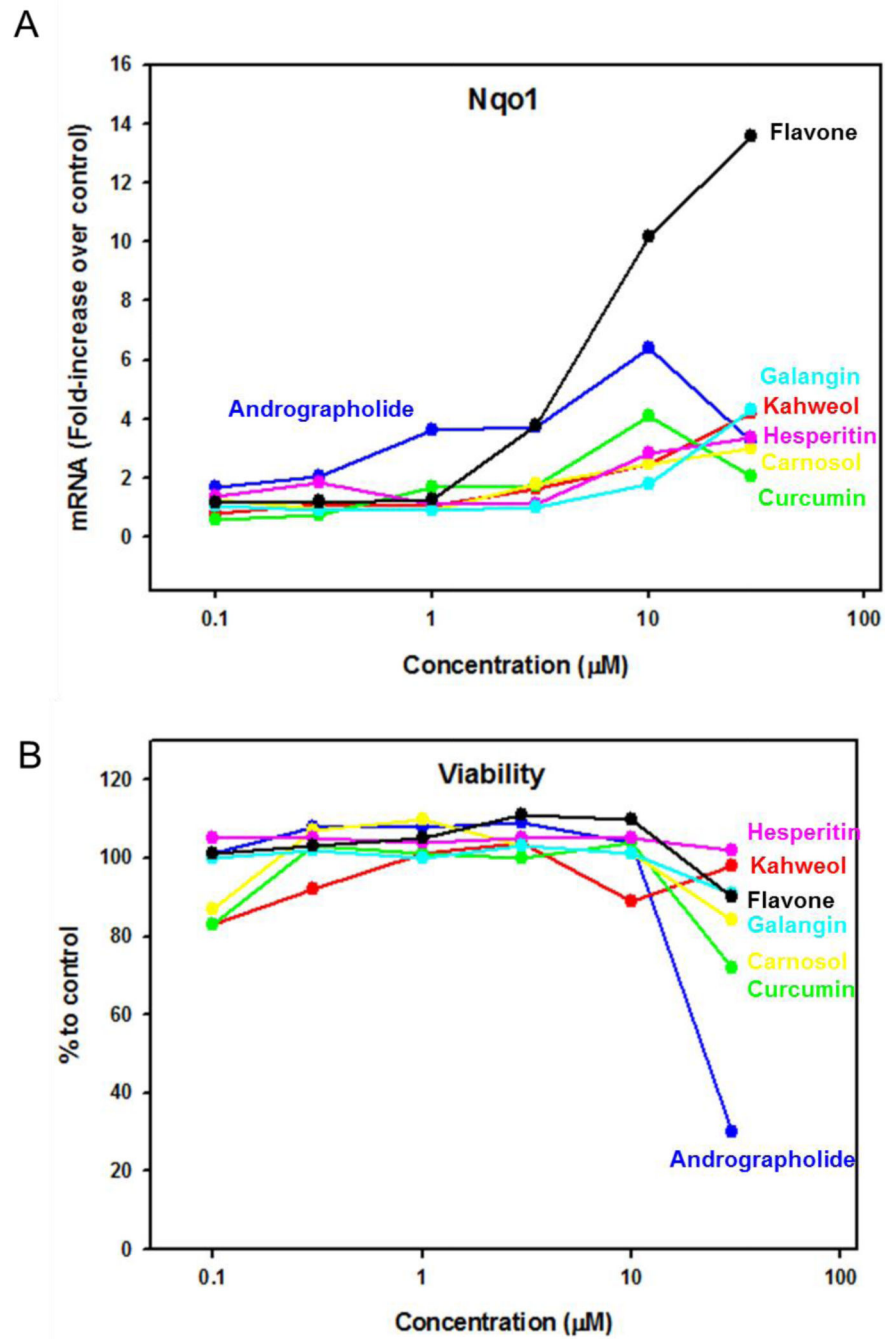 A
Nqo1
mRNA (Fold-increase over control)
16
14
12
10
8
6
4
2
0
Flavone
Andrographolide
Galangin
Kahweol
Hesperitin
Carnosol
Curcumin
0.1 1 10 100
Concentration (µM)
B
Viability
% to control
120
100
80
60
40
20
0
Hesperitin
Kahweol
Flavone
Galangin
Carnosol
Curcumin
Andrographolide
0.1 1 10 100
Concentration (µM)